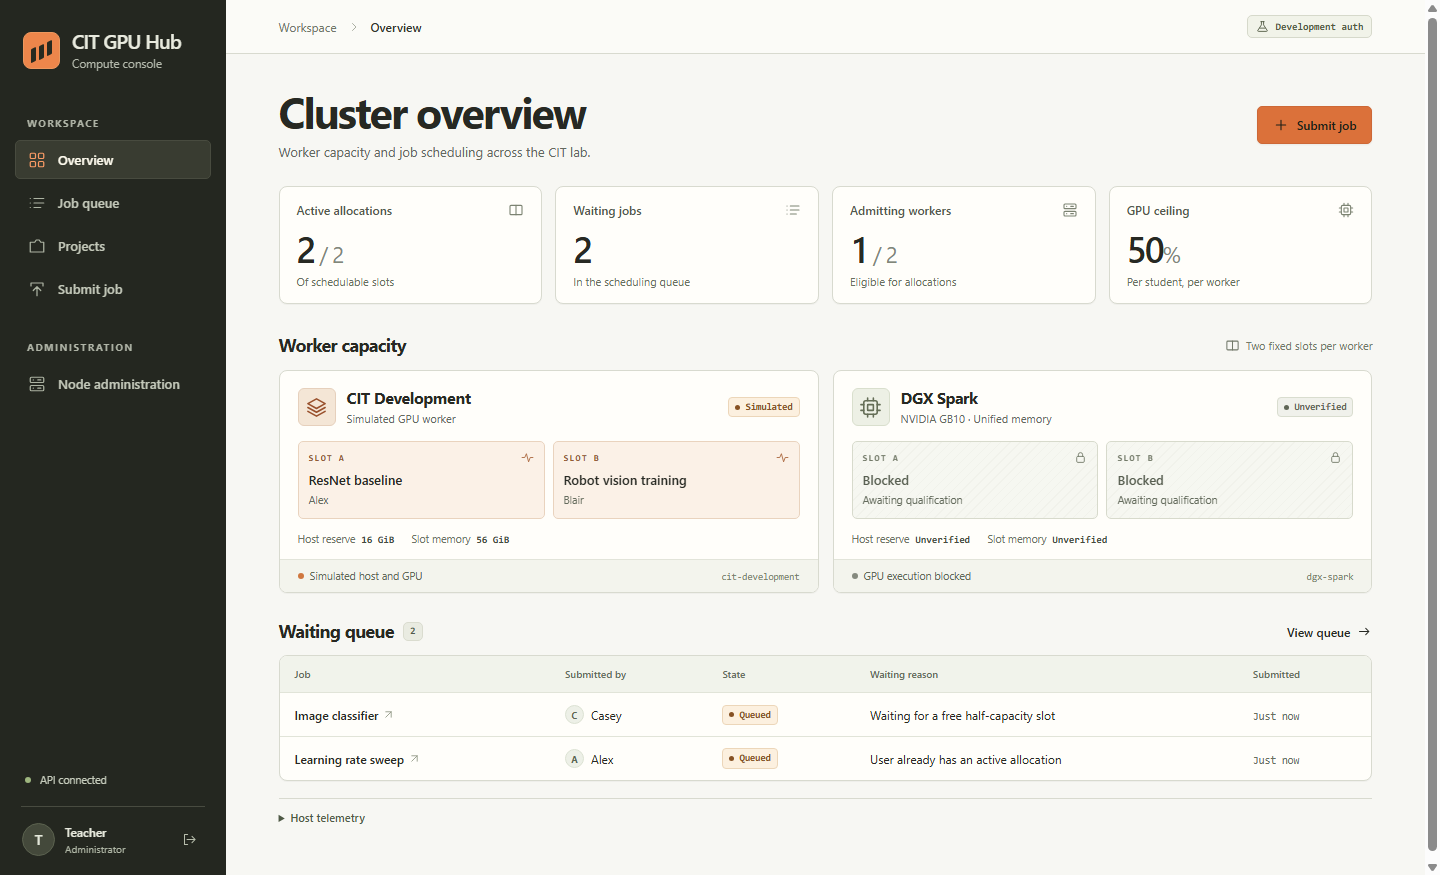 CIT GPU Hub
Compute console
WORKSPACE
Overview
Job queue
Projects
Submit job
ADMINISTRATION
Node administration
API connected
T
Teacher
Administrator
Workspace
Overview
Development auth
Cluster overview
Worker capacity and job scheduling across the CIT lab.
Submit job
Active allocations
2 / 2
Of schedulable slots
Waiting jobs
2
In the scheduling queue
Admitting workers
1 / 2
Eligible for allocations
GPU ceiling
50%
Per student, per worker
Worker capacity
Two fixed slots per worker
CIT Development
Simulated GPU worker
Simulated
SLOT A
ResNet baseline
Alex
SLOT B
Robot vision training
Blair
Host reserve 16 GiB Slot memory 56 GiB
Simulated host and GPU
cit-development
DGX Spark
NVIDIA GB10 · Unified memory
Unverified
SLOT A
Blocked
Awaiting qualification
SLOT B
Blocked
Awaiting qualification
Host reserve Unverified Slot memory Unverified
GPU execution blocked
dgx-spark
Waiting queue 2
View queue
Job Submitted by State Waiting reason Submitted
Image classifier C Casey Queued Waiting for a free half-capacity slot Just now
Learning rate sweep A Alex Queued User already has an active allocation Just now
Host telemetry